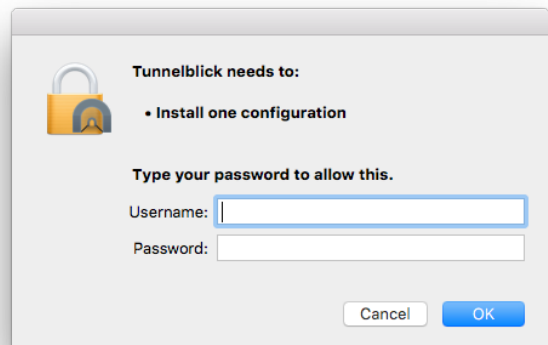 Tunnelblick needs to:
• Install one configuration
Type your password to allow this.
Username:
Password:
Cancel OK